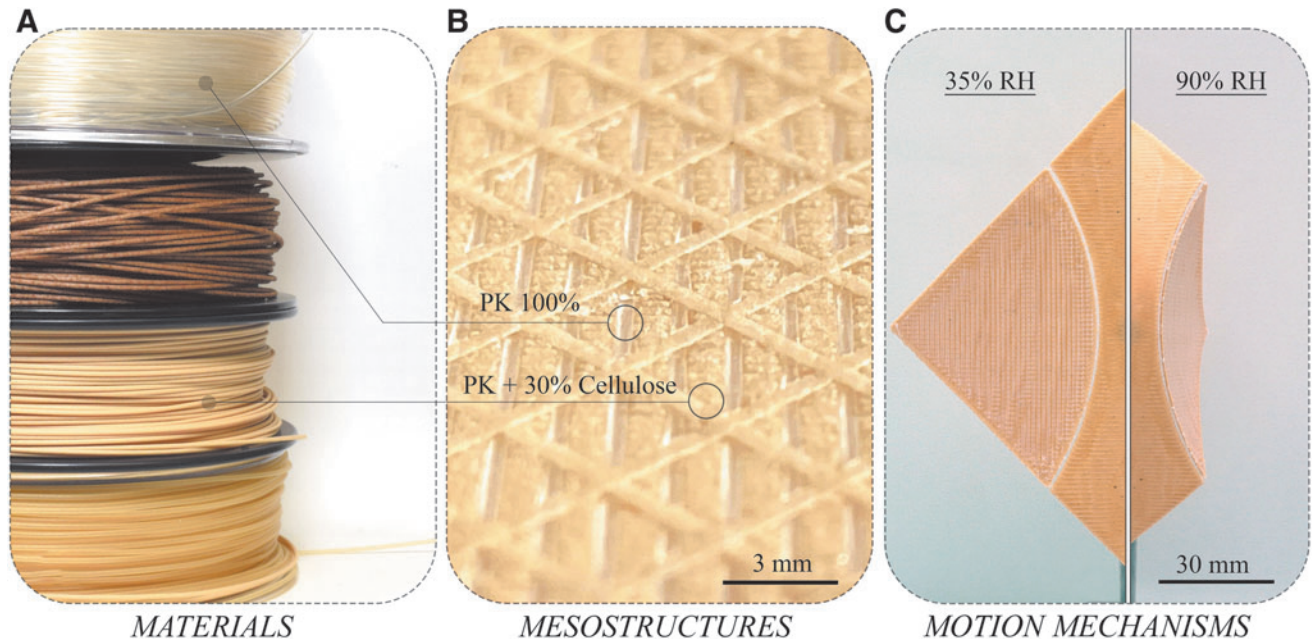 A
B
C
35% RH
90% RH
PK 100%
PK + 30% Cellulose
3 mm
30 mm
MATERIALS
MESOSTRUCTURES
MOTION MECHANISMS